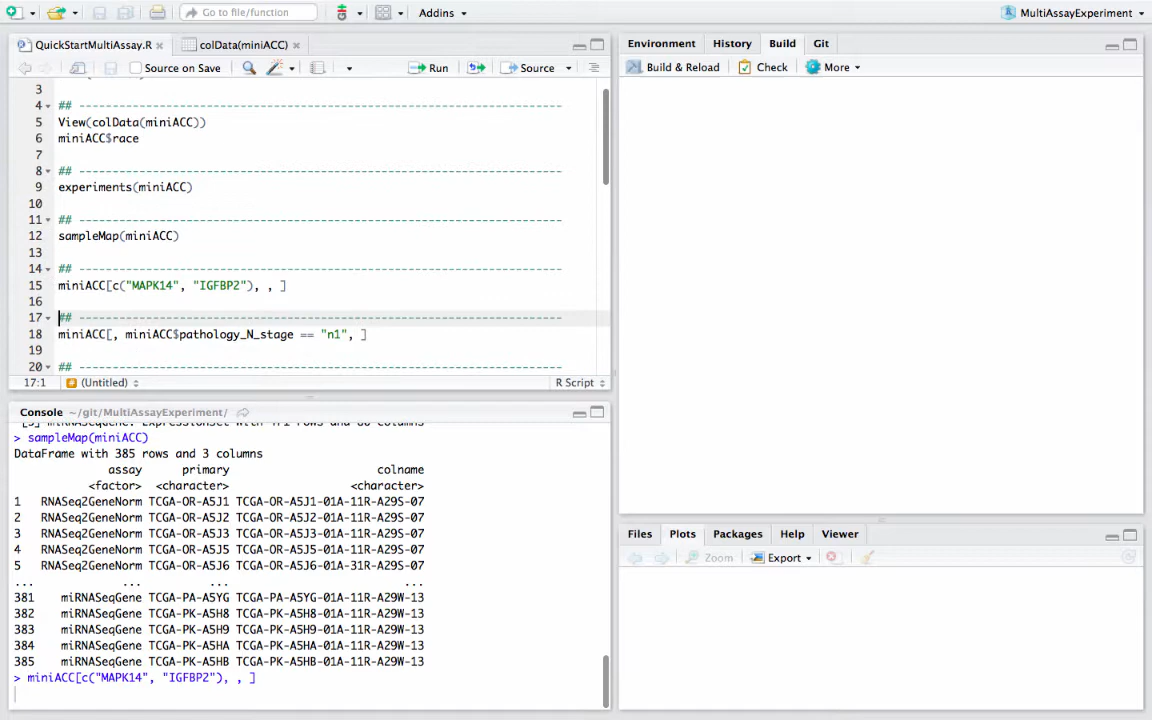 Go to file/function
Addins
MultiAssayExperiment
QuickStartMultiAssay.R
colData(miniACC)
Source on Save
Run
Source
3
4 ## ----------------------------------------------------------------
5 View(colData(miniACC))
6 miniACC$race
7
8 ## ----------------------------------------------------------------
9 experiments(miniACC)
10
11 ## ----------------------------------------------------------------
12 sampleMap(miniACC)
13
14 ## ----------------------------------------------------------------
15 miniACC[c("MAPK14", "IGFBP2"), , ]
16
17 ## ----------------------------------------------------------------
18 miniACC[, miniACC$pathology_N_stage == "n1", ]
19
20 ## ----------------------------------------------------------------
17:1 (Untitled) R Script
Console ~/git/MultiAssayExperiment/
> sampleMap(miniACC)
DataFrame with 385 rows and 3 columns
assay primary colname
<factor> <character> <character>
1 RNASeq2GeneNorm TCGA-OR-A5J1 TCGA-OR-A5J1-01A-11R-A29S-07
2 RNASeq2GeneNorm TCGA-OR-A5J2 TCGA-OR-A5J2-01A-11R-A29S-07
3 RNASeq2GeneNorm TCGA-OR-A5J3 TCGA-OR-A5J3-01A-11R-A29S-07
4 RNASeq2GeneNorm TCGA-OR-A5J5 TCGA-OR-A5J5-01A-11R-A29S-07
5 RNASeq2GeneNorm TCGA-OR-A5J6 TCGA-OR-A5J6-01A-31R-A29S-07
... ... ... ...
381 miRNASeqGene TCGA-PA-A5YG TCGA-PA-A5YG-01A-11R-A29W-13
382 miRNASeqGene TCGA-PK-A5H8 TCGA-PK-A5H8-01A-11R-A29W-13
383 miRNASeqGene TCGA-PK-A5H9 TCGA-PK-A5H9-01A-11R-A29W-13
384 miRNASeqGene TCGA-PK-A5HA TCGA-PK-A5HA-01A-11R-A29W-13
385 miRNASeqGene TCGA-PK-A5HB TCGA-PK-A5HB-01A-11R-A29W-13
> miniACC[c("MAPK14", "IGFBP2"), , ]
Environment History Build Git
Build & Reload Check More
Files Plots Packages Help Viewer
Zoom Export